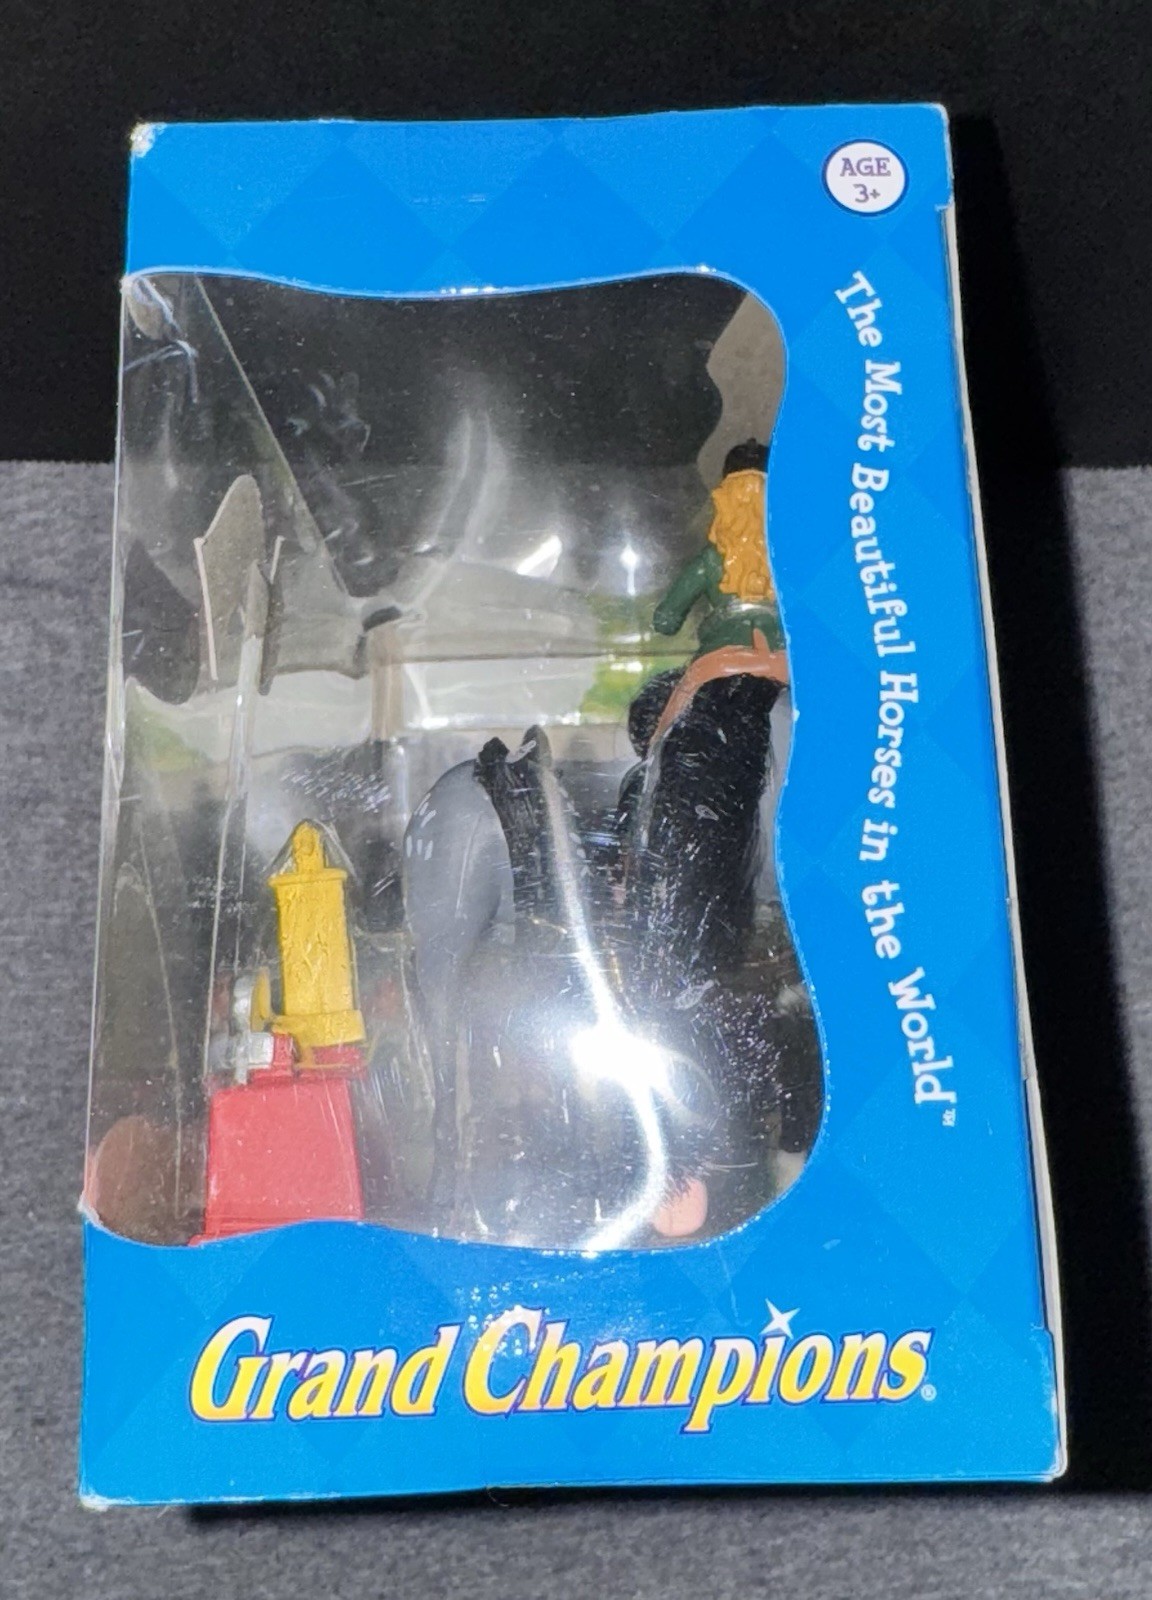 AGE
3+
The Most Beautiful Horses in the World™
Grand Champions®